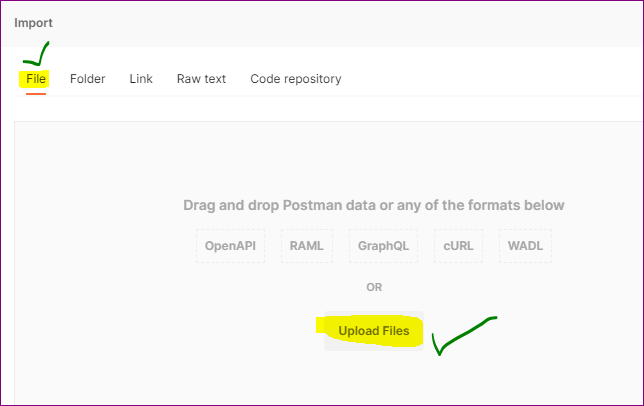 Import
File Folder Link Raw text Code repository
Drag and drop Postman data or any of the formats below
OpenAPI RAML GraphQL cURL WADL
OR
Upload Files